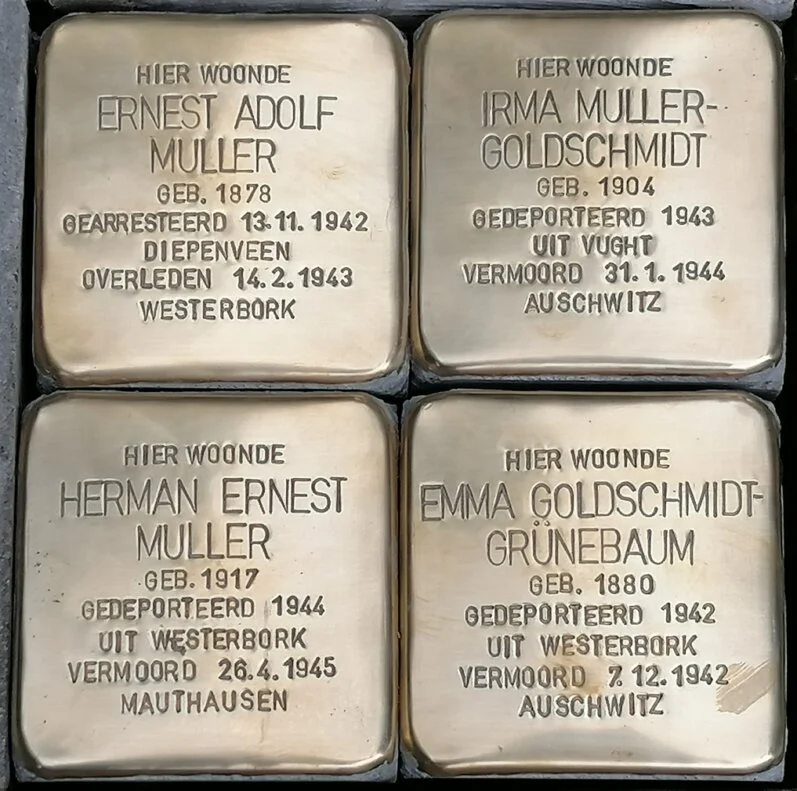 HIER WOONDE
ERNEST ADOLF
MULLER
GEB. 1878
GEARRESTEERD 13.11.1942
DIEPENVEEN
OVERLEDEN 14.2.1943
WESTERBORK
HIER WOONDE
IRMA MULLER-
GOLDSCHMIDT
GEB. 1904
GEDEPORTEERD 1943
UIT VUGHT
VERMOORD 31.1.1944
AUSCHWITZ
HIER WOONDE
HERMAN ERNEST
MULLER
GEB. 1917
GEDEPORTEERD 1944
UIT WESTERBORK
VERMOORD 26.4.1945
MAUTHAUSEN
HIER WOONDE
EMMA GOLDSCHMIDT-
GRÜNEBAUM
GEB. 1880
GEDEPORTEERD 1942
UIT WESTERBORK
VERMOORD 7.12.1942
AUSCHWITZ